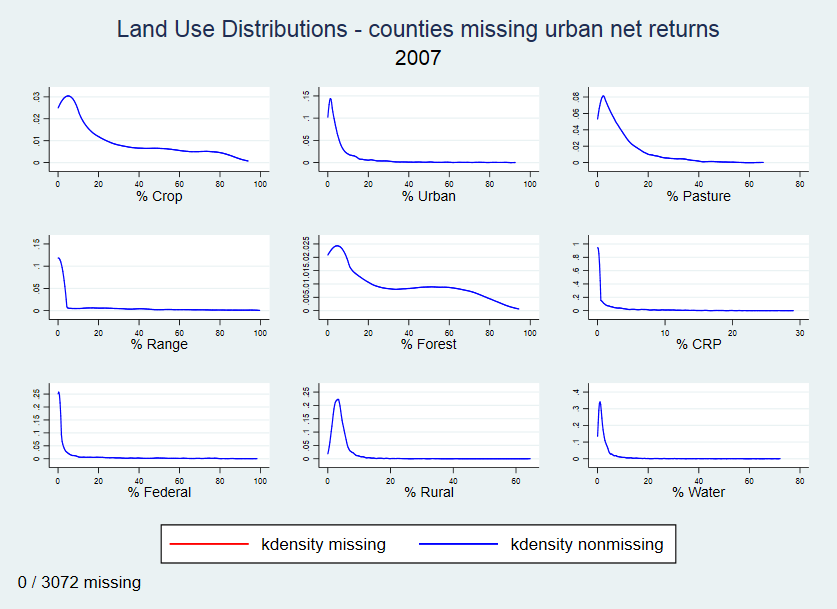 Land Use Distributions - counties missing urban net returns
2007
0 .01 .02 .03
0 20 40 60 80 100
% Crop
0 .05 .1 .15
0 20 40 60 80 100
% Urban
0 .02 .04 .06 .08
0 20 40 60 80
% Pasture
0 .05 .1 .15
0 20 40 60 80 100
% Range
0 .005 .01 .015 .02 .025
0 20 40 60 80 100
% Forest
0 .2 .4 .6 .8 1
0 10 20 30
% CRP
0 .05 .1 .15 .2 .25
0 20 40 60 80 100
% Federal
0 .05 .1 .15 .2 .25
0 20 40 60
% Rural
0 .1 .2 .3 .4
0 20 40 60 80
% Water
kdensity missing
kdensity nonmissing
0 / 3072 missing